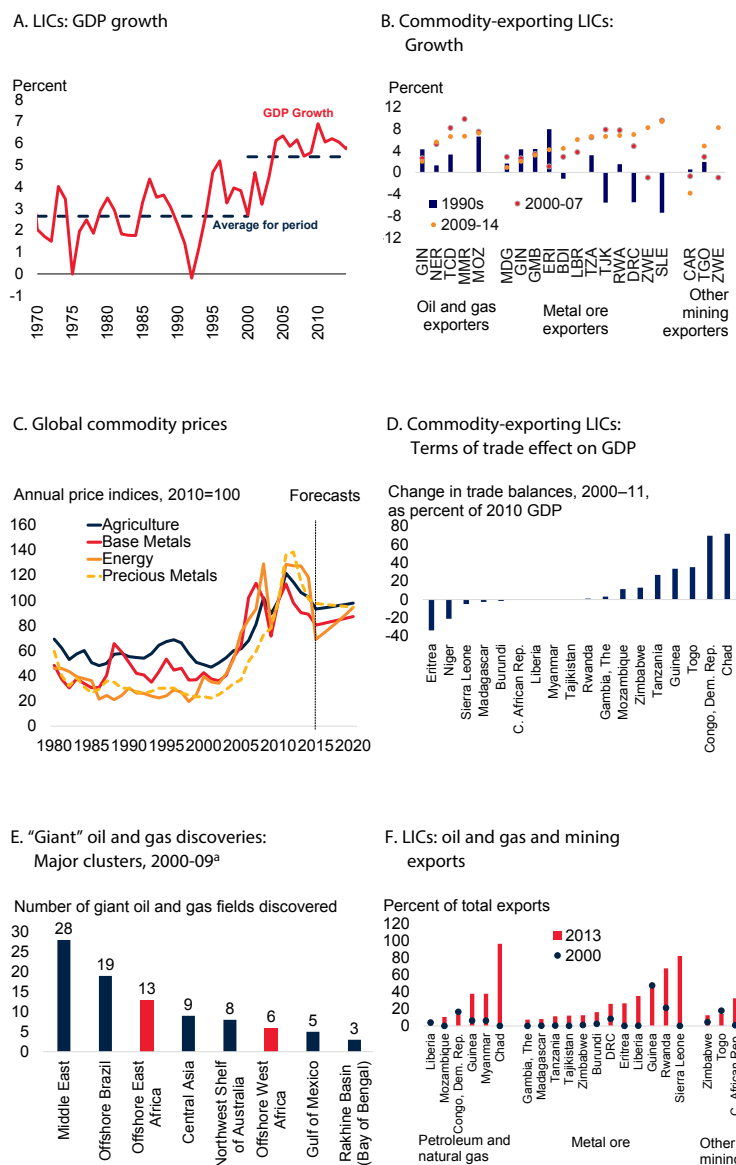 A. LICs: GDP growth
Percent
8
7
6
5
4
3
2
1
0
-1
GDP Growth
Average for period
1970
1975
1980
1985
1990
1995
2000
2005
2010
B. Commodity-exporting LICs:
Growth
Percent
12
8
4
0
-4
-8
-12
1990s
2000-07
2009-14
GIN
NER
TCD
MMR
MOZ
MDG
GIN
GMB
ERI
BDI
LBR
TZA
TJK
RWA
DRC
ZWE
SLE
CAR
TGO
ZWE
Oil and gas
exporters
Metal ore
exporters
Other
mining
exporters
C. Global commodity prices
Annual price indices, 2010=100
Forecasts
160
140
120
100
80
60
40
20
0
Agriculture
Base Metals
Energy
Precious Metals
1980 1985 1990 1995 2000 2005 2010 2015 2020
D. Commodity-exporting LICs:
Terms of trade effect on GDP
Change in trade balances, 2000–11,
as percent of 2010 GDP
80
60
40
20
0
-20
-40
Eritrea
Niger
Sierra Leone
Madagascar
Burundi
C. African Rep.
Liberia
Myanmar
Tajikistan
Rwanda
Gambia, The
Mozambique
Zimbabwe
Tanzania
Guinea
Togo
Congo, Dem. Rep.
Chad
E. “Giant” oil and gas discoveries:
Major clusters, 2000-09ª
Number of giant oil and gas fields discovered
30
25
20
15
10
5
0
28
19
13
9
8
6
5
3
Middle East
Offshore Brazil
Offshore East
Africa
Central Asia
Northwest Shelf
of Australia
Offshore West
Africa
Gulf of Mexico
Rakhine Basin
(Bay of Bengal)
F. LICs: oil and gas and mining
exports
Percent of total exports
120
100
80
60
40
20
0
2013
2000
Liberia
Mozambique
Congo, Dem. Rep.
Guinea
Myanmar
Chad
Gambia, The
Madagascar
Tanzania
Tajikistan
Zimbabwe
Burundi
DRC
Eritrea
Liberia
Guinea
Rwanda
Sierra Leone
Zimbabwe
Togo
C. African Rep
Petroleum and
natural gas
Metal ore
Other
mining